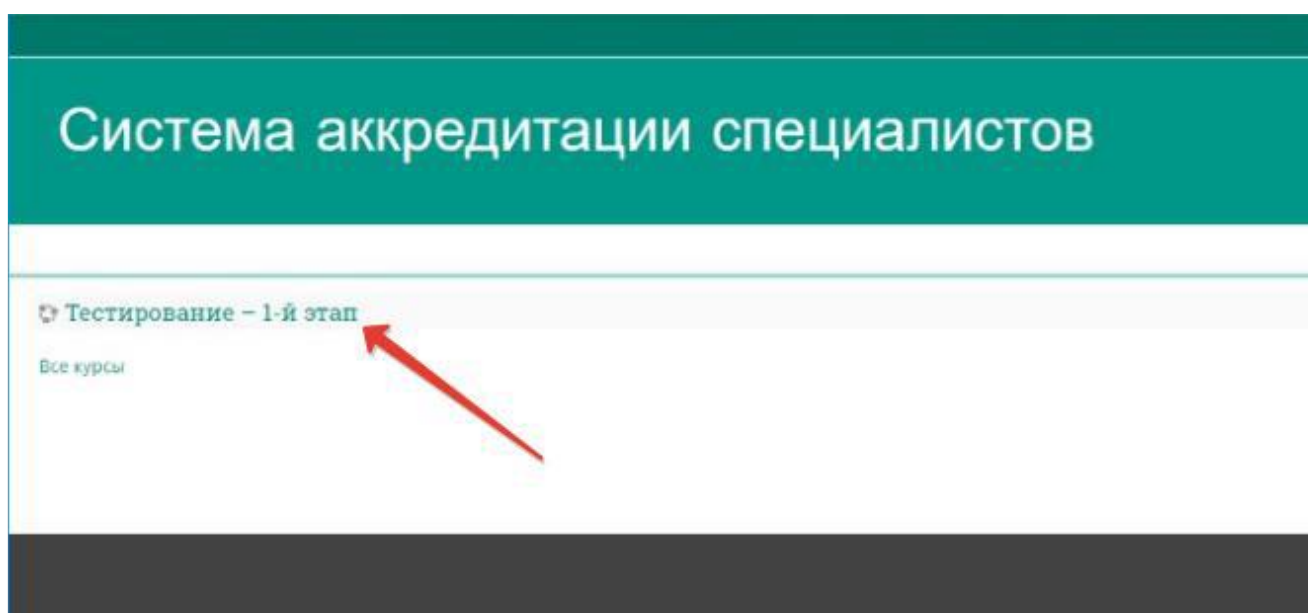 Система аккредитации специалистов
Тестирование – 1-й этап
Все курсы